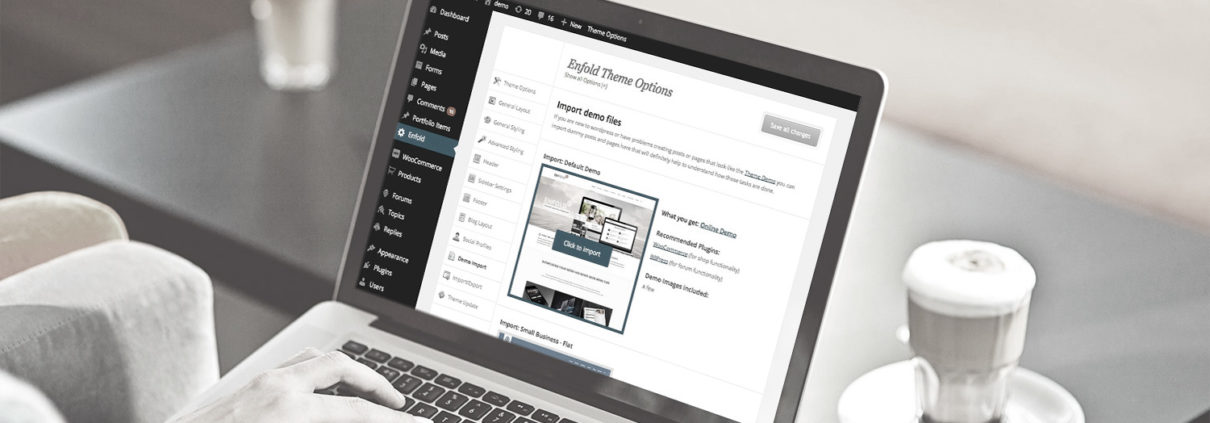 demo
20
16
New
Theme Options
Dashboard
Posts
Media
Forms
Pages
Comments
Portfolio Items
Enfold
WooCommerce
Products
Forums
Topics
Replies
Appearance
Plugins
Users
Theme Options
General Layout
General Styling
Advanced Styling
Header
Sidebar Settings
Footer
Blog Layout
Social Profiles
Demo Import
Import/Export
Theme Update
Enfold Theme Options
Show all Options [+]
Save all changes
Import demo files
If you are new to wordpress or have problems creating posts or pages that look like the Theme Demo you can
import dummy posts and pages here that will definitely help to understand how those tasks are done.
Import: Default Demo
Click to import
What you get: Online Demo
Recommended Plugins:
WooCommerce (for shop functionality)
BBPress (for forum functionality)
Demo Images Included:
a few
Import: Small Business - Flat